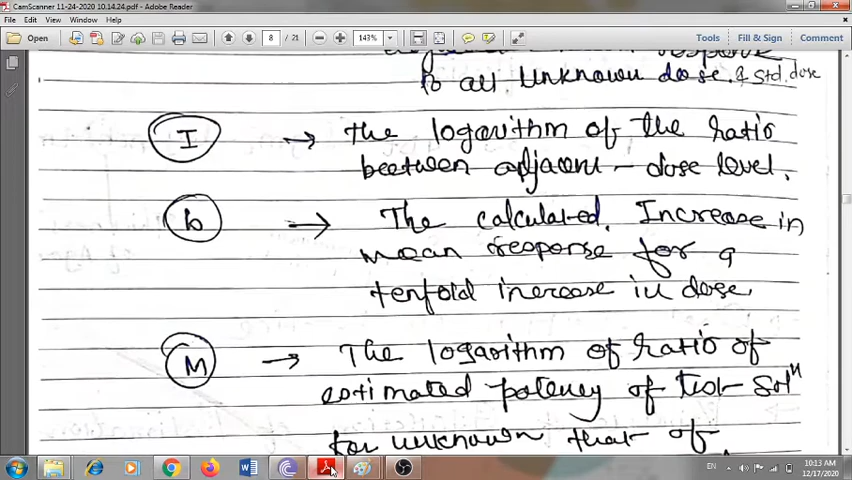 CamScanner 11-24-2020 10.14.24.pdf - Adobe Reader
File Edit View Window Help
Open 8 / 21 143% Tools Fill & Sign Comment
to all unknown dose. & Std. dose
I → the logarithm of the ratio
between adjacent - dose level.
b → The calculated. Increase in
mean response for a
tenfold increase in dose.
M → The logarithm of ratio of
estimated potency of test Solⁿ
for unknown that of.
EN 10:13 AM
12/17/2020